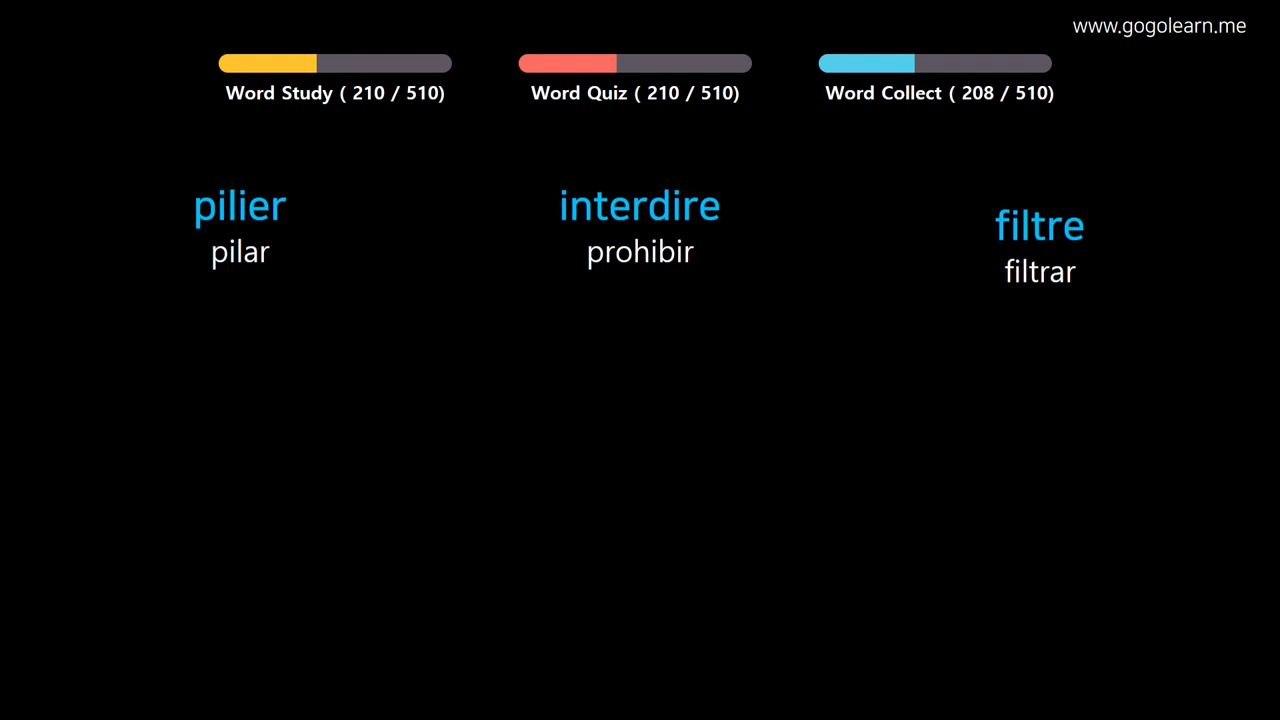 www.gogolearn.me
Word Study ( 210 / 510)
Word Quiz ( 210 / 510)
Word Collect ( 208 / 510)
pilier
pilar
interdire
prohibir
filtre
filtrar